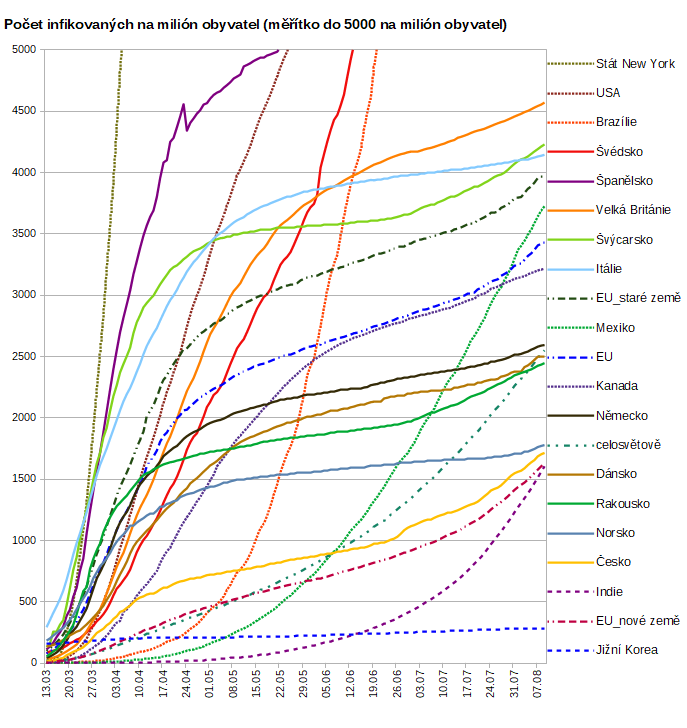 Počet infikovaných na milión obyvatel (měřítko do 5000 na milión obyvatel)
5000
4500
4000
3500
3000
2500
2000
1500
1000
500
0
13.03
20.03
27.03
03.04
10.04
17.04
24.04
01.05
08.05
15.05
22.05
29.05
05.06
12.06
19.06
26.06
03.07
10.07
17.07
24.07
31.07
07.08
Stát New York
USA
Brazílie
Švédsko
Španělsko
Velká Británie
Švýcarsko
Itálie
EU_staré země
Mexiko
EU
Kanada
Německo
celosvětově
Dánsko
Rakousko
Norsko
Česko
Indie
EU_nové země
Jižní Korea